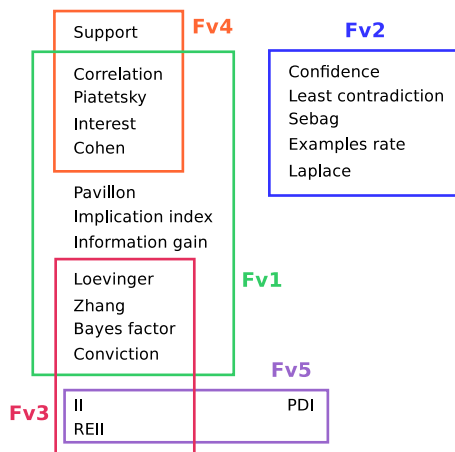 Support
Fv4
Correlation
Piatetsky
Interest
Cohen
Pavillon
Implication index
Information gain
Loevinger
Zhang
Bayes factor
Conviction
Fv1
Fv2
Confidence
Least contradiction
Sebag
Examples rate
Laplace
Fv5
Fv3
II
PDI
REII